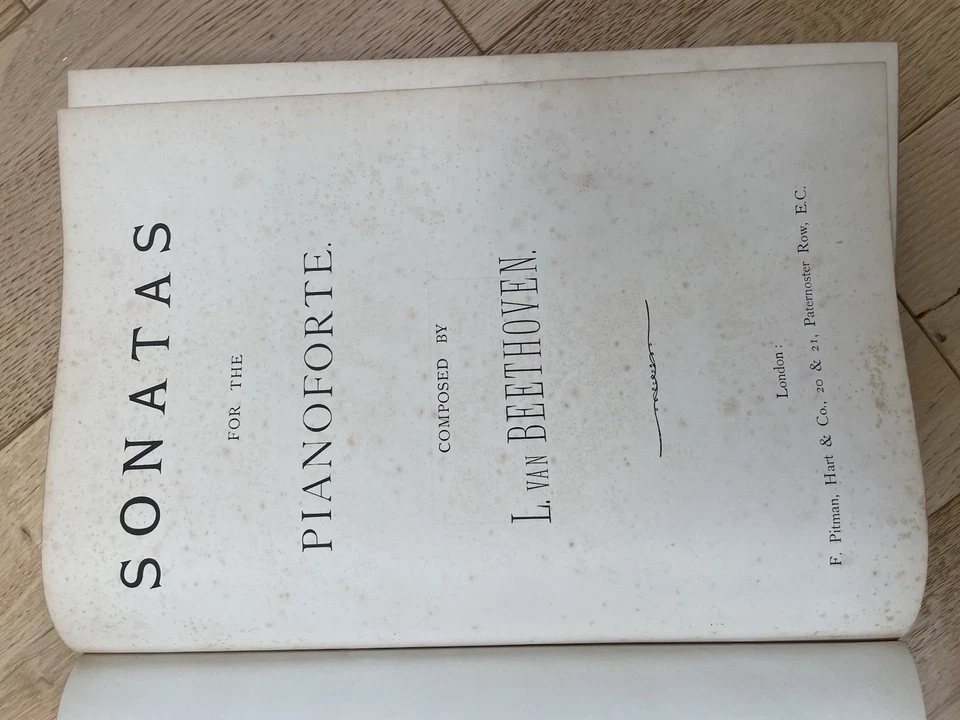 SONATAS
FOR THE
PIANOFORTE.
COMPOSED BY
L. VAN BEETHOVEN.
London:
F. Pitman, Hart & Co., 20 & 21, Paternoster Row, E.C.